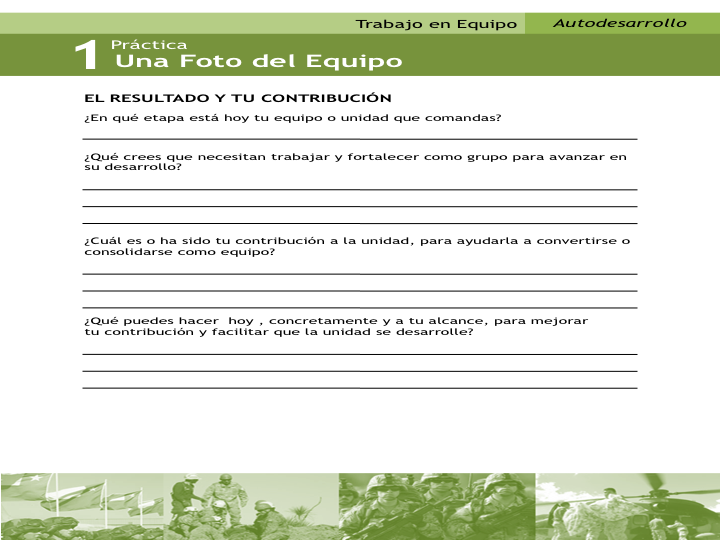 Trabajo en Equipo
Autodesarrollo
1
Práctica
Una Foto del Equipo
EL RESULTADO Y TU CONTRIBUCIÓN
¿En qué etapa está hoy tu equipo o unidad que comandas?
¿Qué crees que necesitan trabajar y fortalecer como grupo para avanzar en
su desarrollo?
¿Cuál es o ha sido tu contribución a la unidad, para ayudarla a convertirse o
consolidarse como equipo?
¿Qué puedes hacer  hoy , concretamente y a tu alcance, para mejorar
tu contribución y facilitar que la unidad se desarrolle?